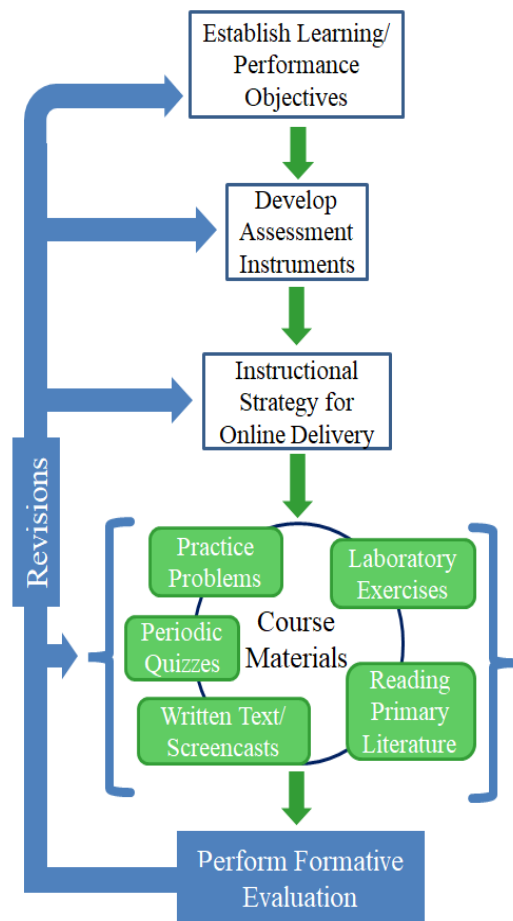 Establish Learning/
Performance
Objectives
Develop
Assessment
Instruments
Instructional
Strategy for
Online Delivery
Revisions
Practice
Problems
Laboratory
Exercises
Periodic
Quizzes
Course
Materials
Reading
Primary
Literature
Written Text/
Screencasts
Perform Formative
Evaluation